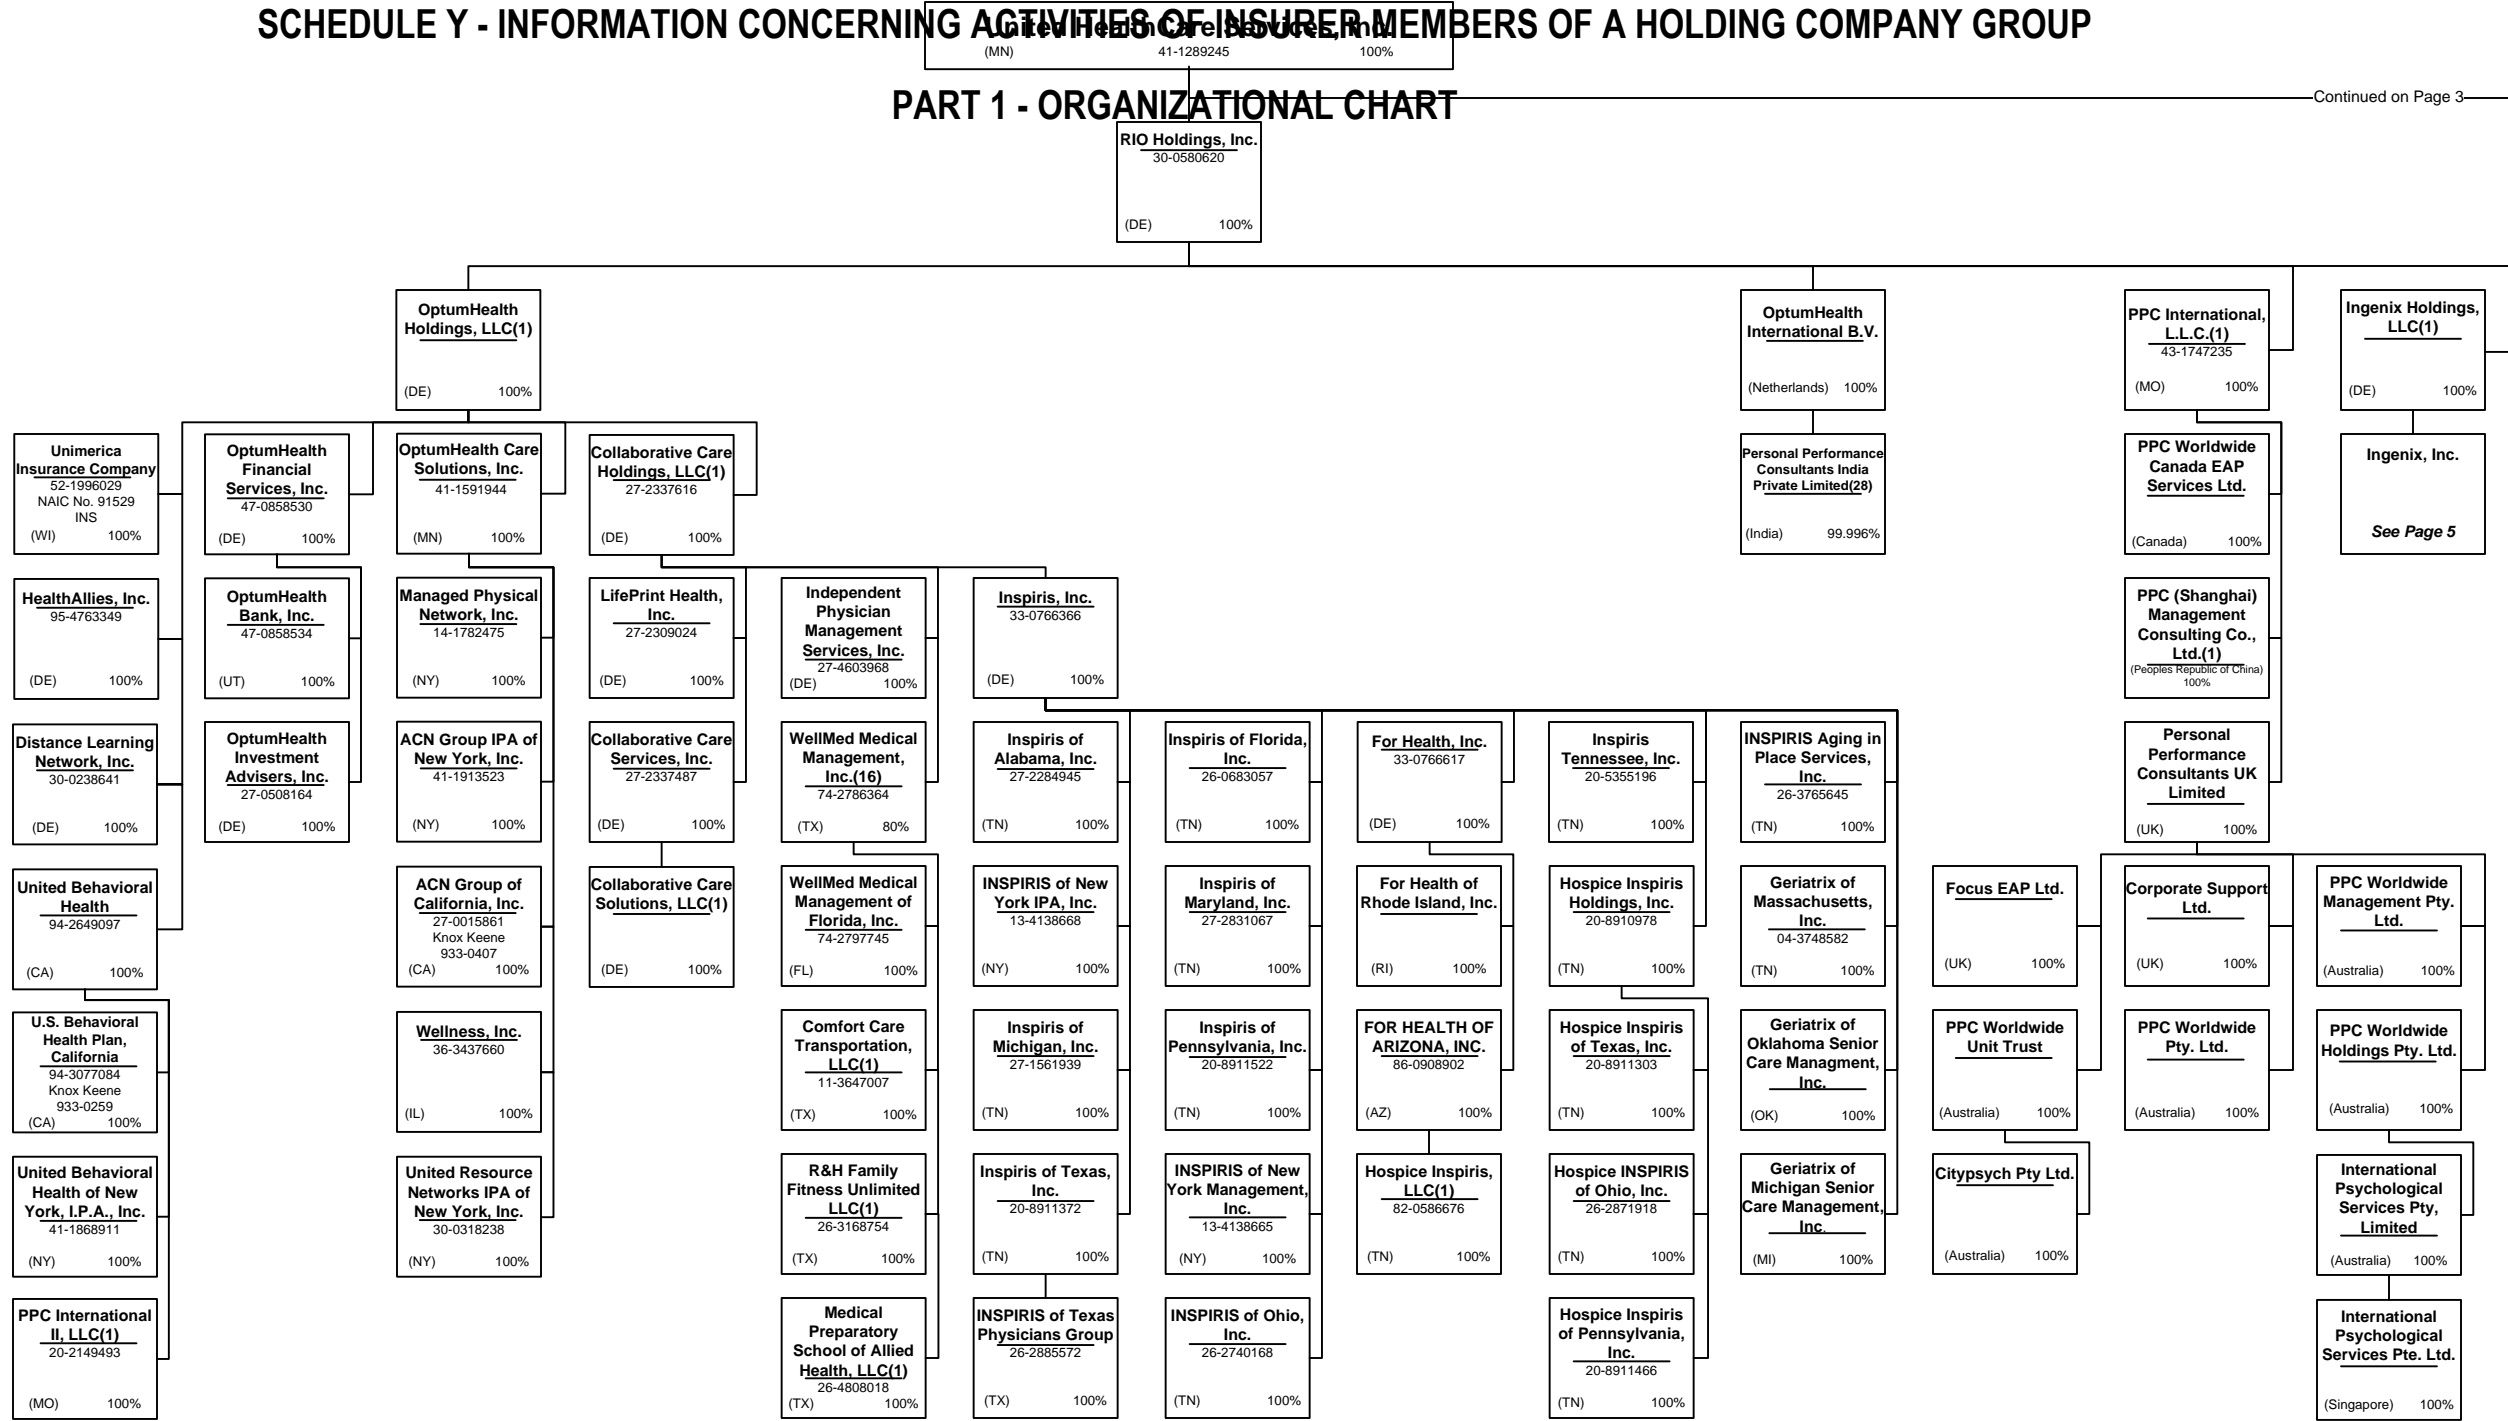 SCHEDULE Y - INFORMATION CONCERNING ACTIVITIES OF INSURER MEMBERS OF A HOLDING COMPANY GROUP
United HealthCare Services, Inc.
(MN) 41-1289245 100%
PART 1 - ORGANIZATIONAL CHART
Continued on Page 3
RIO Holdings, Inc.
30-0580620
(DE) 100%
OptumHealth
Holdings, LLC(1)
(DE) 100%
OptumHealth
International B.V.
(Netherlands) 100%
PPC International,
L.L.C.(1)
43-1747235
(MO) 100%
Ingenix Holdings,
LLC(1)
(DE) 100%
Unimerica
Insurance Company
52-1996029
NAIC No. 91529
INS
(WI) 100%
OptumHealth
Financial
Services, Inc.
47-0858530
(DE) 100%
OptumHealth Care
Solutions, Inc.
41-1591944
(MN) 100%
Collaborative Care
Holdings, LLC(1)
27-2337616
(DE) 100%
Personal Performance
Consultants India
Private Limited(28)
(India) 99.996%
PPC Worldwide
Canada EAP
Services Ltd.
(Canada) 100%
Ingenix, Inc.
See Page 5
HealthAllies, Inc.
95-4763349
(DE) 100%
OptumHealth
Bank, Inc.
47-0858534
(UT) 100%
Managed Physical
Network, Inc.
14-1782475
(NY) 100%
LifePrint Health,
Inc.
27-2309024
(DE) 100%
Independent
Physician
Management
Services, Inc.
27-4603968
(DE) 100%
Inspiris, Inc.
33-0766366
(DE) 100%
PPC (Shanghai)
Management
Consulting Co.,
Ltd.(1)
(Peoples Republic of China)
100%
Distance Learning
Network, Inc.
30-0238641
(DE) 100%
OptumHealth
Investment
Advisers, Inc.
27-0508164
(DE) 100%
ACN Group IPA of
New York, Inc.
41-1913523
(NY) 100%
Collaborative Care
Services, Inc.
27-2337487
(DE) 100%
WellMed Medical
Management,
Inc.(16)
74-2786364
(TX) 80%
Inspiris of
Alabama, Inc.
27-2284945
(TN) 100%
Inspiris of Florida,
Inc.
26-0683057
(TN) 100%
For Health, Inc.
33-0766617
(DE) 100%
Inspiris
Tennessee, Inc.
20-5355196
(TN) 100%
INSPIRIS Aging in
Place Services,
Inc.
26-3765645
(TN) 100%
Personal
Performance
Consultants UK
Limited
(UK) 100%
United Behavioral
Health
94-2649097
(CA) 100%
ACN Group of
California, Inc.
27-0015861
Knox Keene
933-0407
(CA) 100%
Collaborative Care
Solutions, LLC(1)
(DE) 100%
WellMed Medical
Management of
Florida, Inc.
74-2797745
(FL) 100%
INSPIRIS of New
York IPA, Inc.
13-4138668
(NY) 100%
Inspiris of
Maryland, Inc.
27-2831067
(TN) 100%
For Health of
Rhode Island, Inc.
(RI) 100%
Hospice Inspiris
Holdings, Inc.
20-8910978
(TN) 100%
Geriatrix of
Massachusetts,
Inc.
04-3748582
(TN) 100%
Focus EAP Ltd.
(UK) 100%
Corporate Support
Ltd.
(UK) 100%
PPC Worldwide
Management Pty.
Ltd.
(Australia) 100%
U.S. Behavioral
Health Plan,
California
94-3077084
Knox Keene
933-0259
(CA) 100%
Wellness, Inc.
36-3437660
(IL) 100%
Comfort Care
Transportation,
LLC(1)
11-3647007
(TX) 100%
Inspiris of
Michigan, Inc.
27-1561939
(TN) 100%
Inspiris of
Pennsylvania, Inc.
20-8911522
(TN) 100%
FOR HEALTH OF
ARIZONA, INC.
86-0908902
(AZ) 100%
Hospice Inspiris
of Texas, Inc.
20-8911303
(TN) 100%
Geriatrix of
Oklahoma Senior
Care Managment,
Inc.
(OK) 100%
PPC Worldwide
Unit Trust
(Australia) 100%
PPC Worldwide
Pty. Ltd.
(Australia) 100%
PPC Worldwide
Holdings Pty. Ltd.
(Australia) 100%
United Behavioral
Health of New
York, I.P.A., Inc.
41-1868911
(NY) 100%
United Resource
Networks IPA of
New York, Inc.
30-0318238
(NY) 100%
R&H Family
Fitness Unlimited
LLC(1)
26-3168754
(TX) 100%
Inspiris of Texas,
Inc.
20-8911372
(TN) 100%
INSPIRIS of New
York Management,
Inc.
13-4138665
(NY) 100%
Hospice Inspiris,
LLC(1)
82-0586676
(TN) 100%
Hospice INSPIRIS
of Ohio, Inc.
26-2871918
(TN) 100%
Geriatrix of
Michigan Senior
Care Management,
Inc.
(MI) 100%
Citypsych Pty Ltd.
(Australia) 100%
International
Psychological
Services Pty,
Limited
(Australia) 100%
PPC International
II, LLC(1)
20-2149493
(MO) 100%
Medical
Preparatory
School of Allied
Health, LLC(1)
26-4808018
(TX) 100%
INSPIRIS of Texas
Physicians Group
26-2885572
(TX) 100%
INSPIRIS of Ohio,
Inc.
26-2740168
(TN) 100%
Hospice Inspiris
of Pennsylvania,
Inc.
20-8911466
(TN) 100%
International
Psychological
Services Pte. Ltd.
(Singapore) 100%